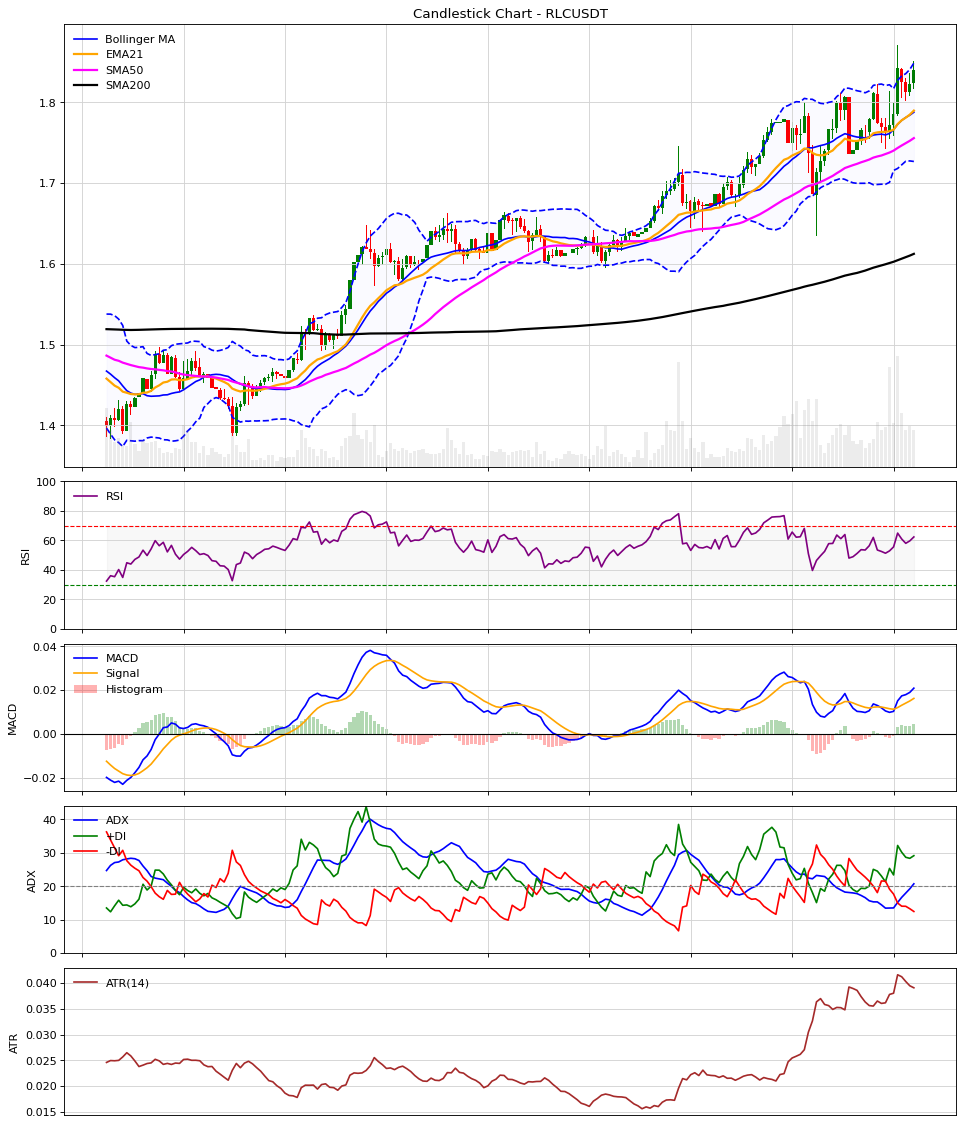 Candlestick Chart - RLCUSDT
Bollinger MA
EMA21
SMA50
SMA200
1.8
1.7
1.6
1.5
1.4
RSI
100
80
60
40
20
0
RSI
MACD
Signal
Histogram
0.04
0.02
0.00
−0.02
MACD
ADX
+DI
-DI
40
30
20
10
0
ADX
ATR(14)
0.040
0.035
0.030
0.025
0.020
0.015
ATR